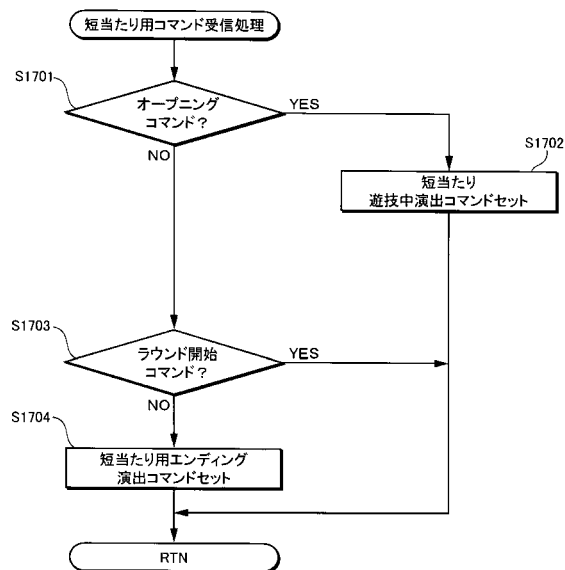 短当たり用コマンド受信処理
S1701
オープニング
コマンド?
YES
NO
S1702
短当たり
遊技中演出コマンドセット
S1703
ラウンド開始
コマンド?
YES
NO
S1704
短当たり用エンディング
演出コマンドセット
RTN